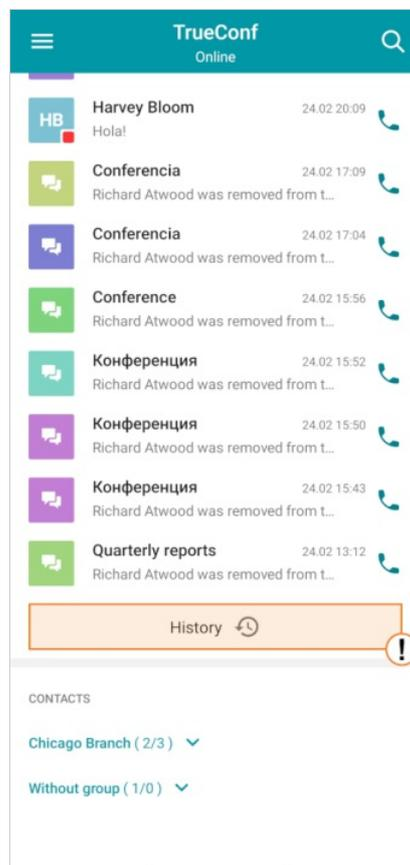 TrueConf
Online
Harvey Bloom 24.02 20:09
HB
Hola!
Conferencia 24.02 17:09
Richard Atwood was removed from t...
Conferencia 24.02 17:04
Richard Atwood was removed from t...
Conference 24.02 15:56
Richard Atwood was removed from t...
Конференция 24.02 15:52
Richard Atwood was removed from t...
Конференция 24.02 15:50
Richard Atwood was removed from t...
Конференция 24.02 15:43
Richard Atwood was removed from t...
Quarterly reports 24.02 13:12
Richard Atwood was removed from t...
History
!
CONTACTS
Chicago Branch ( 2/3 )
Without group ( 1/0 )